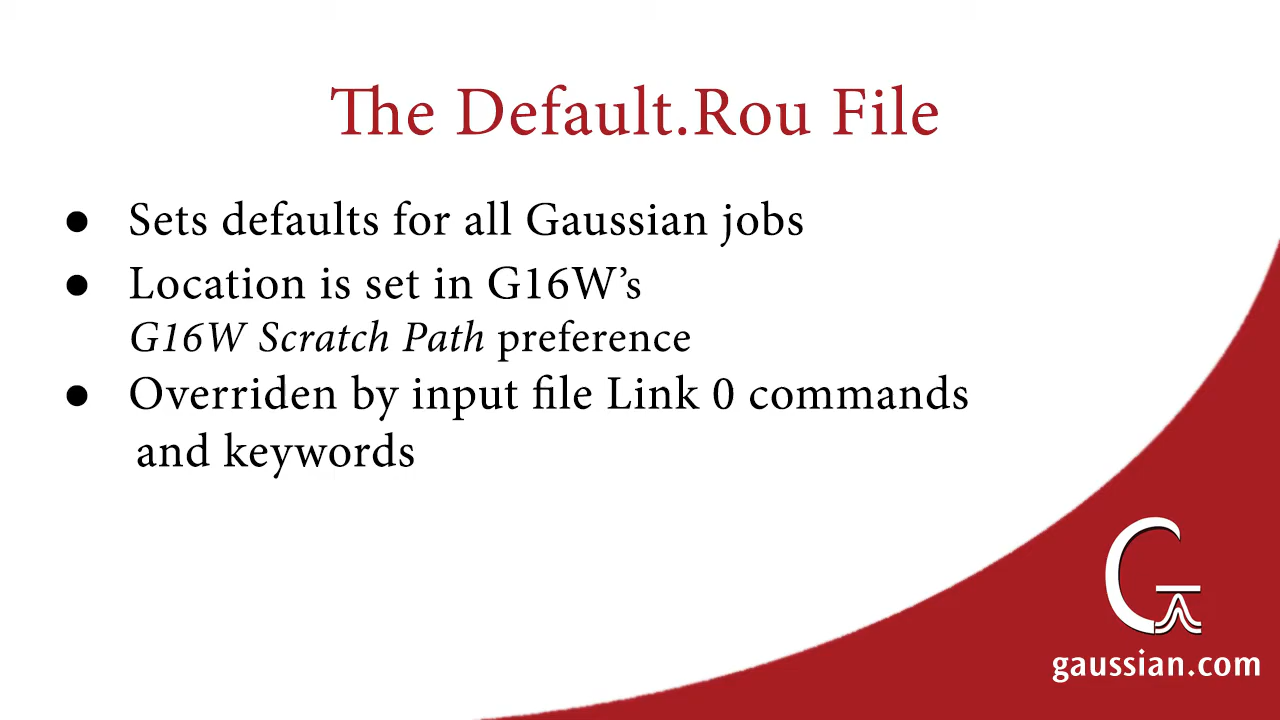 The Default.Rou File
● Sets defaults for all Gaussian jobs
● Location is set in G16W’s
G16W Scratch Path preference
● Overriden by input file Link 0 commands
and keywords
G
gaussian.com